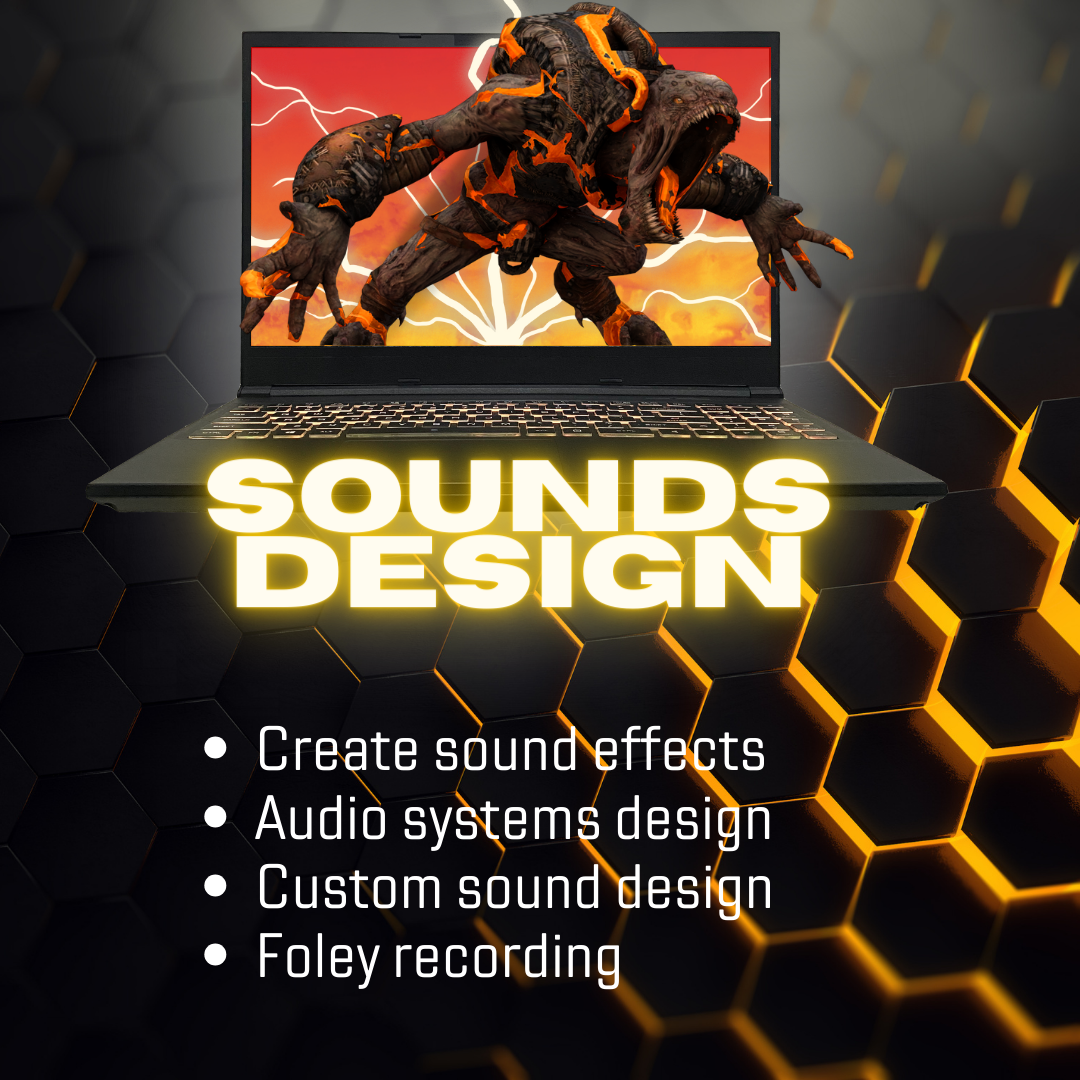 SOUNDS
DESIGN
• Create sound effects
• Audio systems design
• Custom sound design
• Foley recording